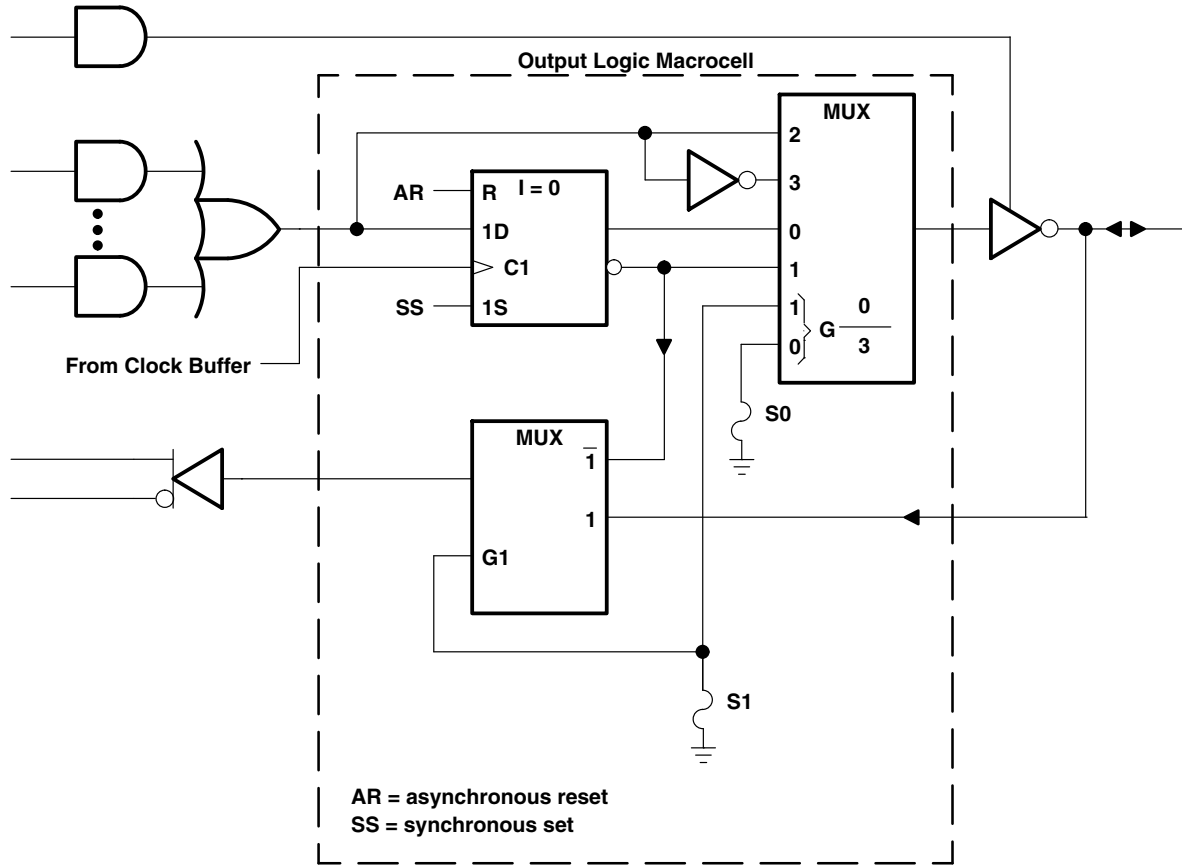 Output Logic Macrocell
MUX
2
3
0
1
1
0
G
0
3
I = 0
AR
R
1D
C1
SS
1S
From Clock Buffer
S0
MUX
1̅
1
G1
S1
AR = asynchronous reset
SS = synchronous set